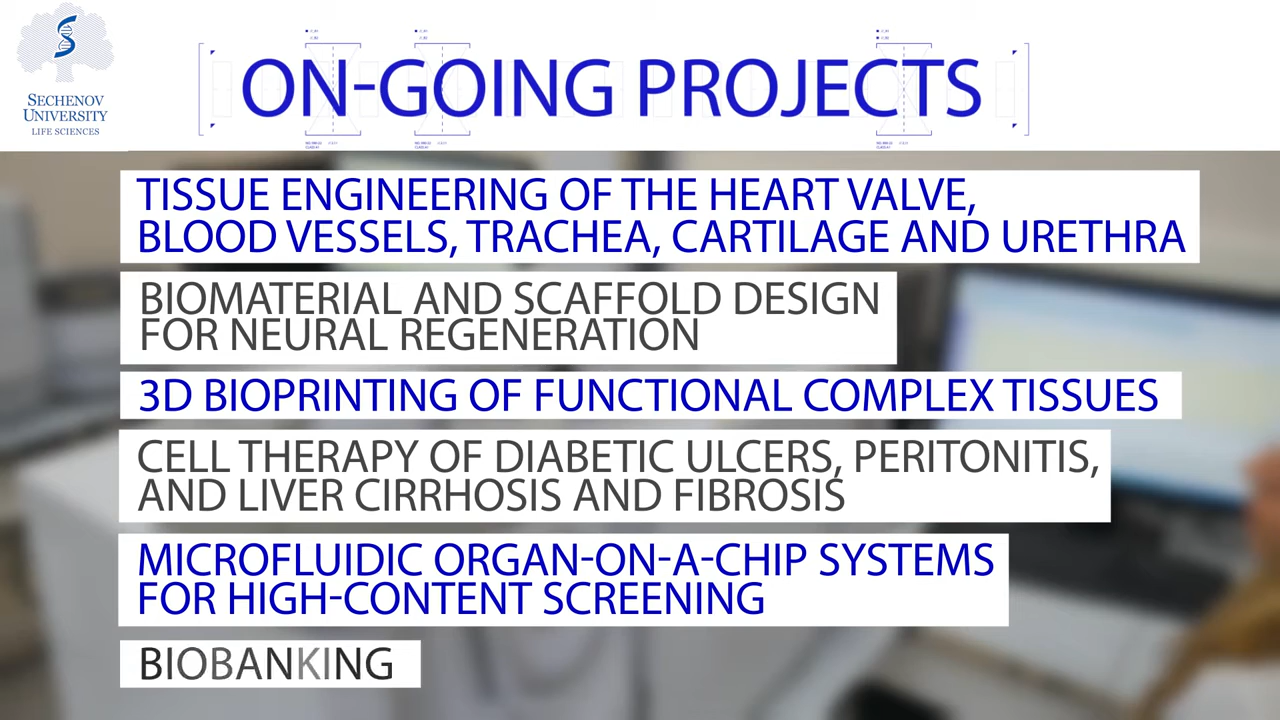 SECHENOV
UNIVERSITY
LIFE SCIENCES
ON-GOING PROJECTS
TISSUE ENGINEERING OF THE HEART VALVE,
BLOOD VESSELS, TRACHEA, CARTILAGE AND URETHRA
BIOMATERIAL AND SCAFFOLD DESIGN
FOR NEURAL REGENERATION
3D BIOPRINTING OF FUNCTIONAL COMPLEX TISSUES
CELL THERAPY OF DIABETIC ULCERS, PERITONITIS,
AND LIVER CIRRHOSIS AND FIBROSIS
MICROFLUIDIC ORGAN-ON-A-CHIP SYSTEMS
FOR HIGH-CONTENT SCREENING
BIOBANKING